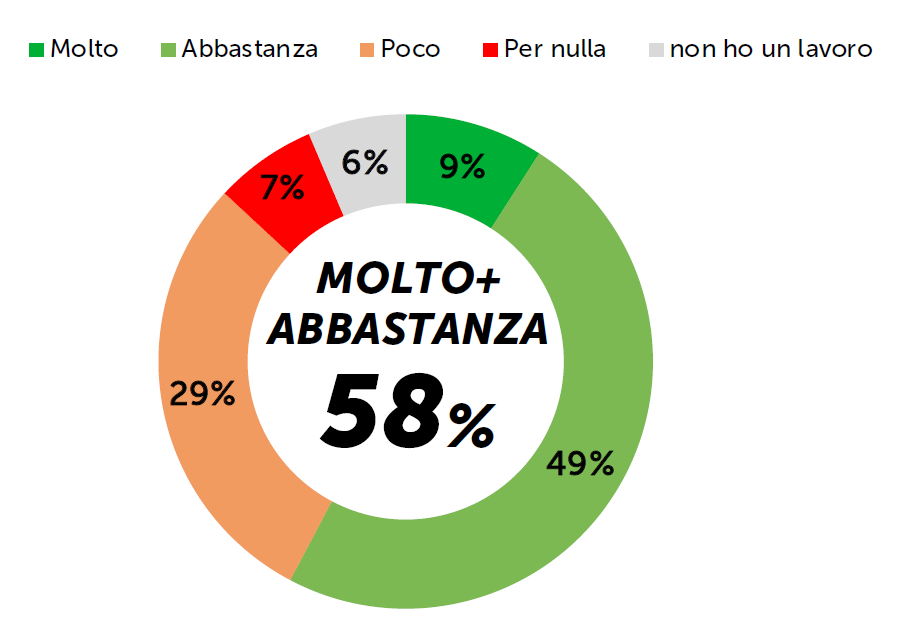 Molto Abbastanza Poco Per nulla non ho un lavoro
6% 9%
7%
MOLTO+
ABBASTANZA
58%
29%
49%